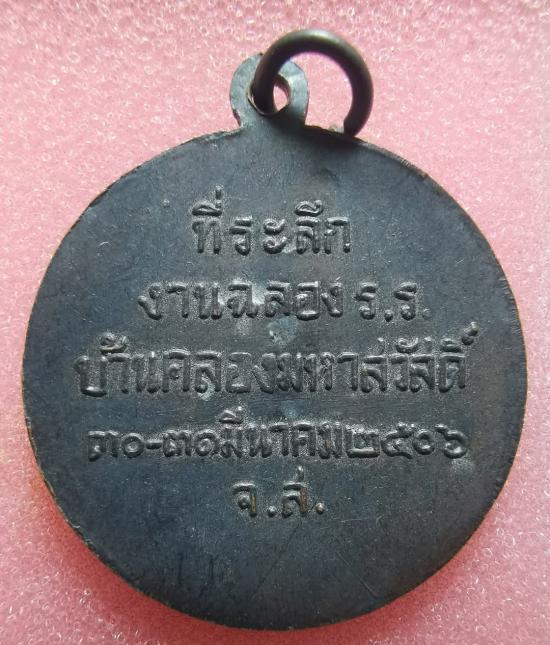 ที่ระลึก
งานฉลอง ร.ร.
บ้านคลองมหาสวัสดิ์
๓๐-๓๑มีนาคม๒๕๐๖
จ.ส.